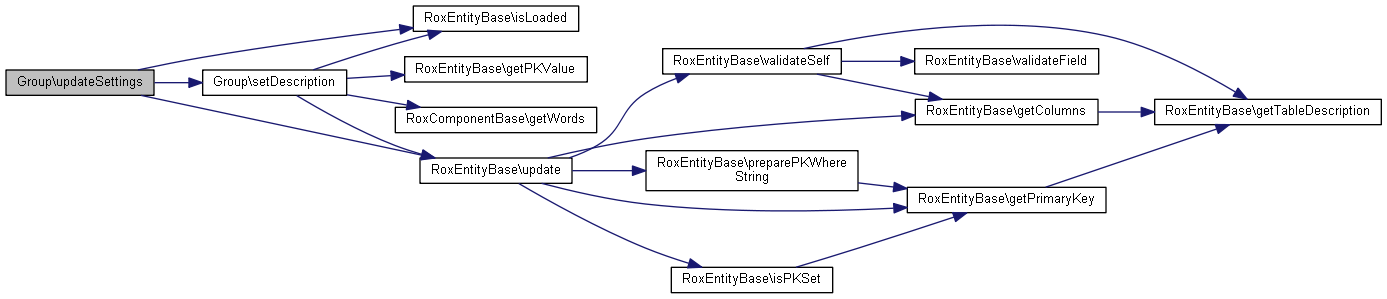 Group\updateSettings
RoxEntityBase\isLoaded
Group\setDescription
RoxEntityBase\getPKValue
RoxComponentBase\getWords
RoxEntityBase\update
RoxEntityBase\validateSelf
RoxEntityBase\validateField
RoxEntityBase\getColumns
RoxEntityBase\getTableDescription
RoxEntityBase\preparePKWhere
String
RoxEntityBase\getPrimaryKey
RoxEntityBase\isPKSet